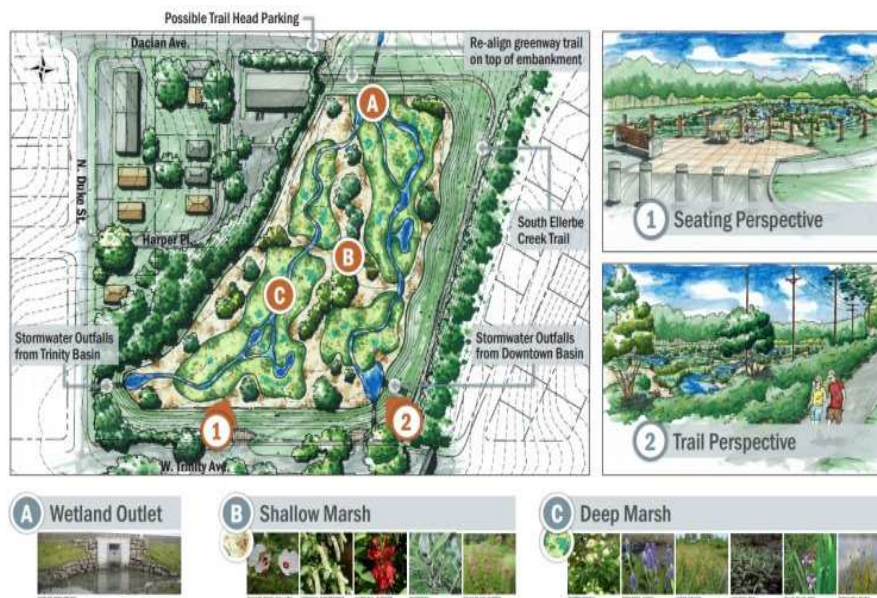 Possible Trail Head Parking
Dacian Ave.
Re-align greenway trail
on top of embankment
A
N. Duke St.
South Ellerbe
Creek Trail
Harper Pl.
B
C
Stormwater Outfalls
from Trinity Basin
Stormwater Outfalls
from Downtown Basin
1
2
W. Trinity Ave.
1 Seating Perspective
2 Trail Perspective
A Wetland Outlet
B Shallow Marsh
C Deep Marsh